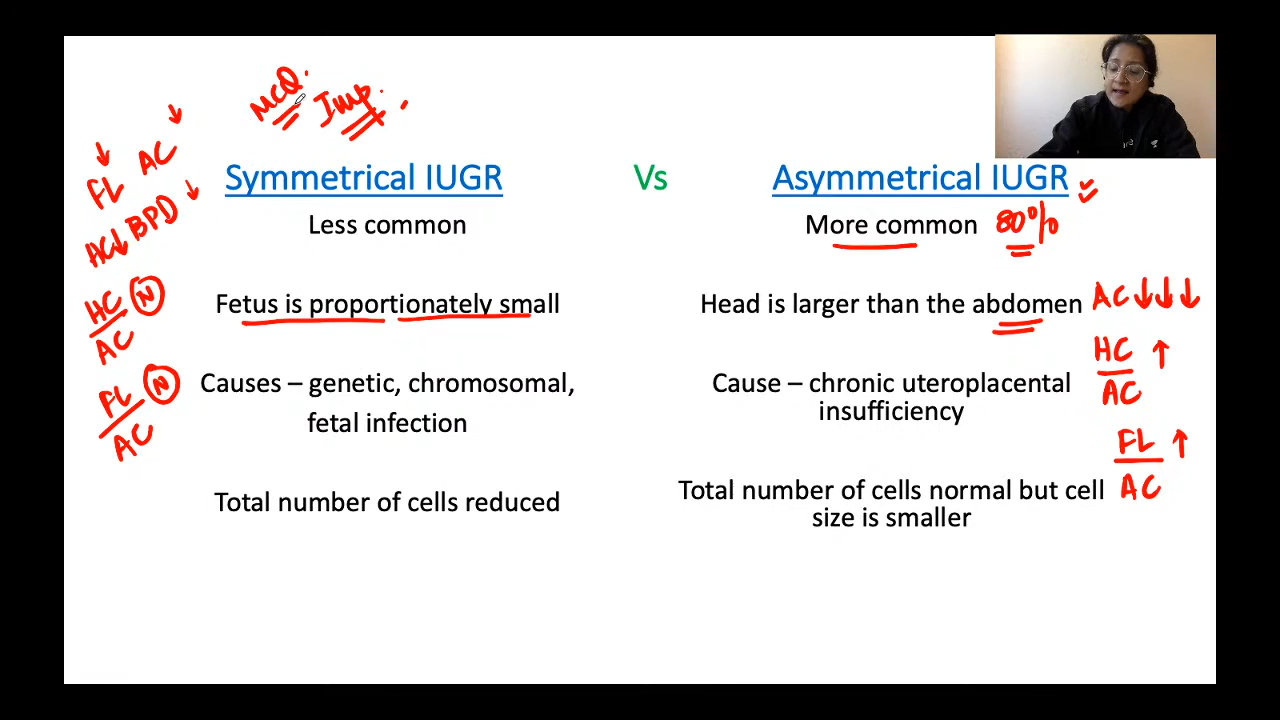 MCQ. Imp.
↓ FL AC ↓
HC↓ BPD ↓
HC/AC (N)
FL/AC (N)
Symmetrical IUGR Vs Asymmetrical IUGR
Less common
More common 80%
Fetus is proportionately small
Head is larger than the abdomen AC↓↓↓
HC/AC ↑
Causes – genetic, chromosomal,
fetal infection
Cause – chronic uteroplacental
insufficiency
FL/AC ↑
Total number of cells reduced
Total number of cells normal but cell
size is smaller